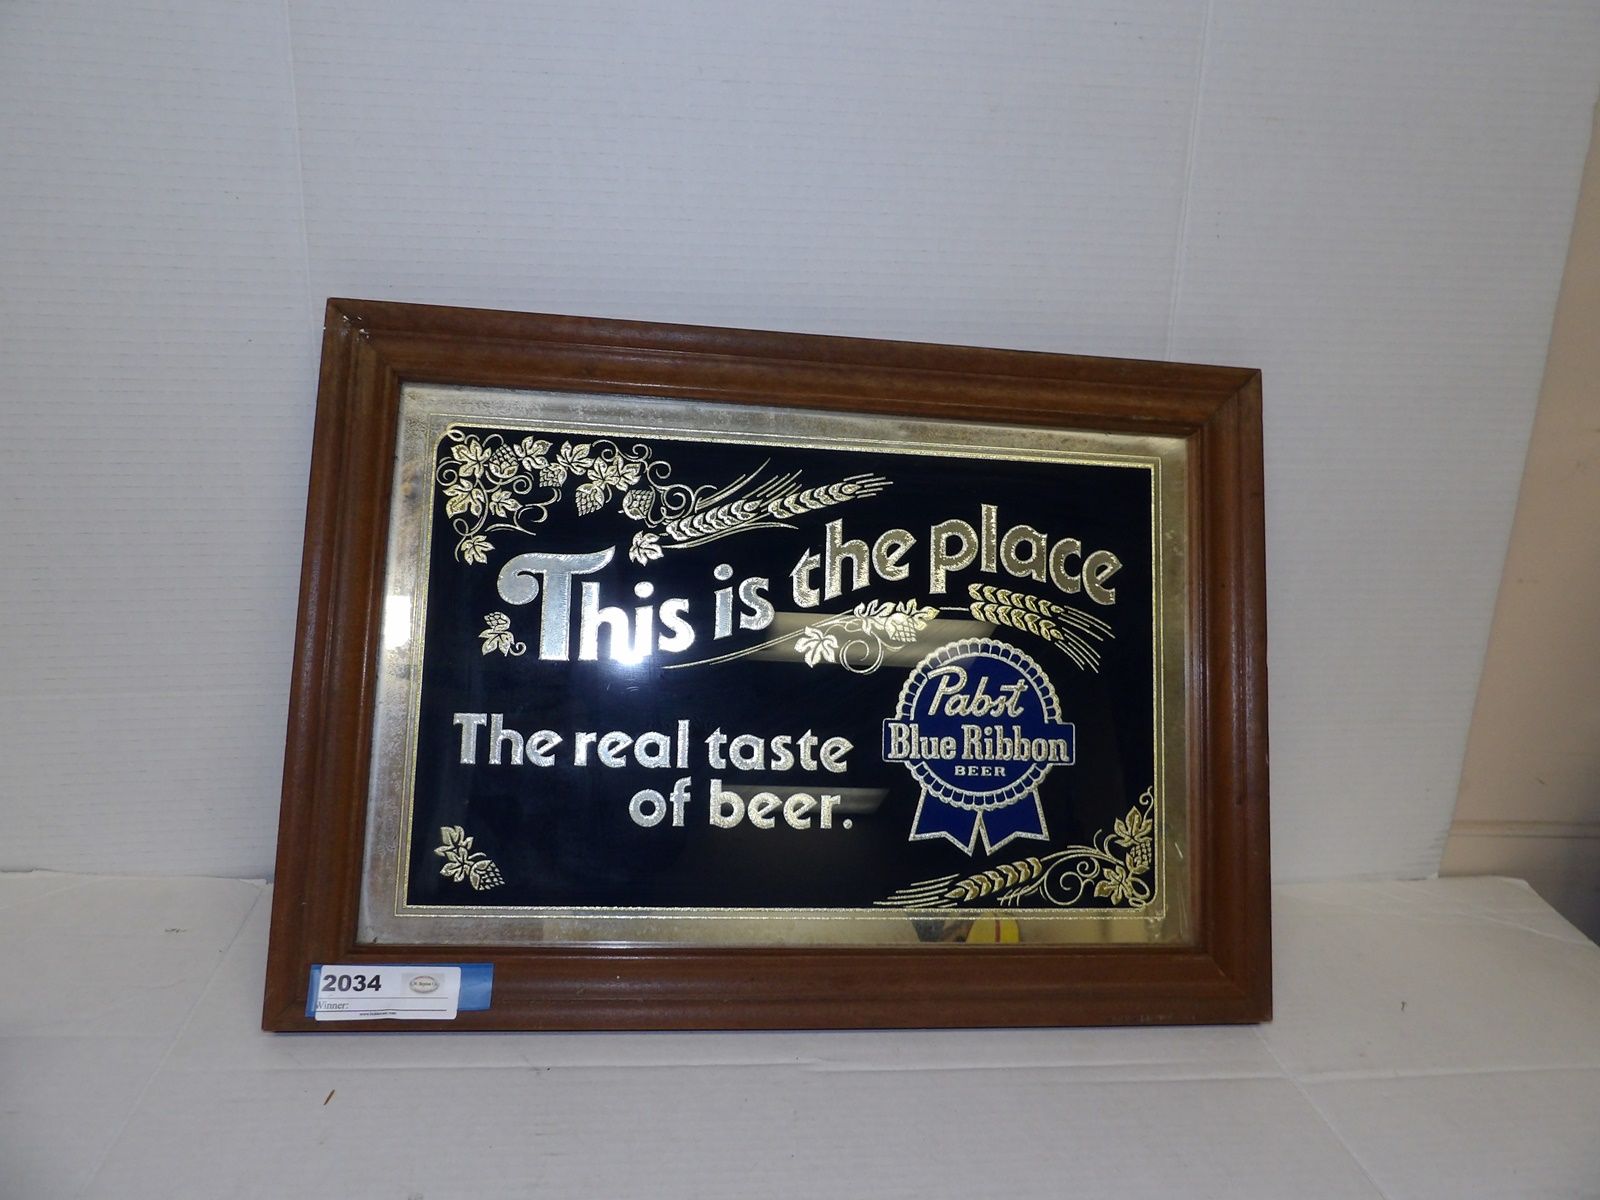 This is the place
The real taste
of beer.
Pabst
Blue Ribbon
BEER
2034
Winner: